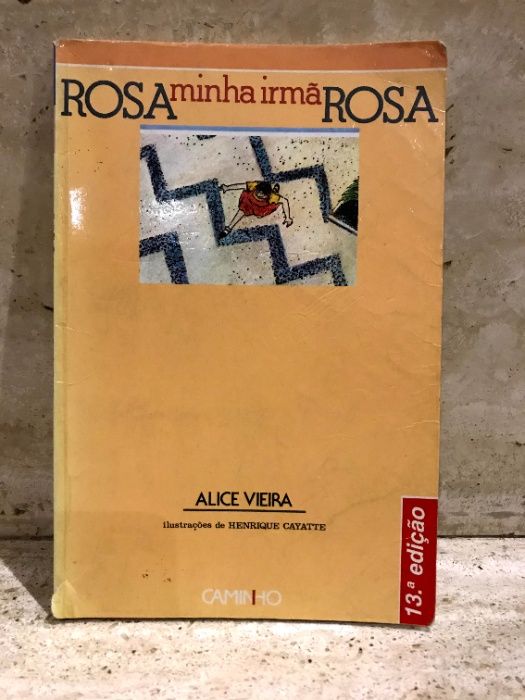 ROSA minha irmã ROSA
ALICE VIEIRA
ilustrações de HENRIQUE CAYATTE
13.ª edição
CAMINHO